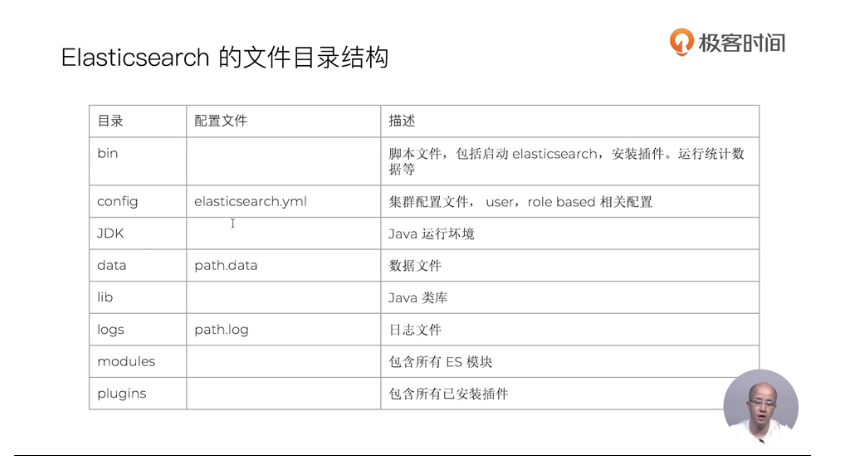 极客时间
Elasticsearch 的文件目录结构
目录 配置文件 描述
bin 脚本文件，包括启动 elasticsearch，安装插件。运行统计数
据等
config elasticsearch.yml 集群配置文件， user，role based 相关配置
JDK Java 运行环境
data path.data 数据文件
lib Java 类库
logs path.log 日志文件
modules 包含所有 ES 模块
plugins 包含所有已安装插件